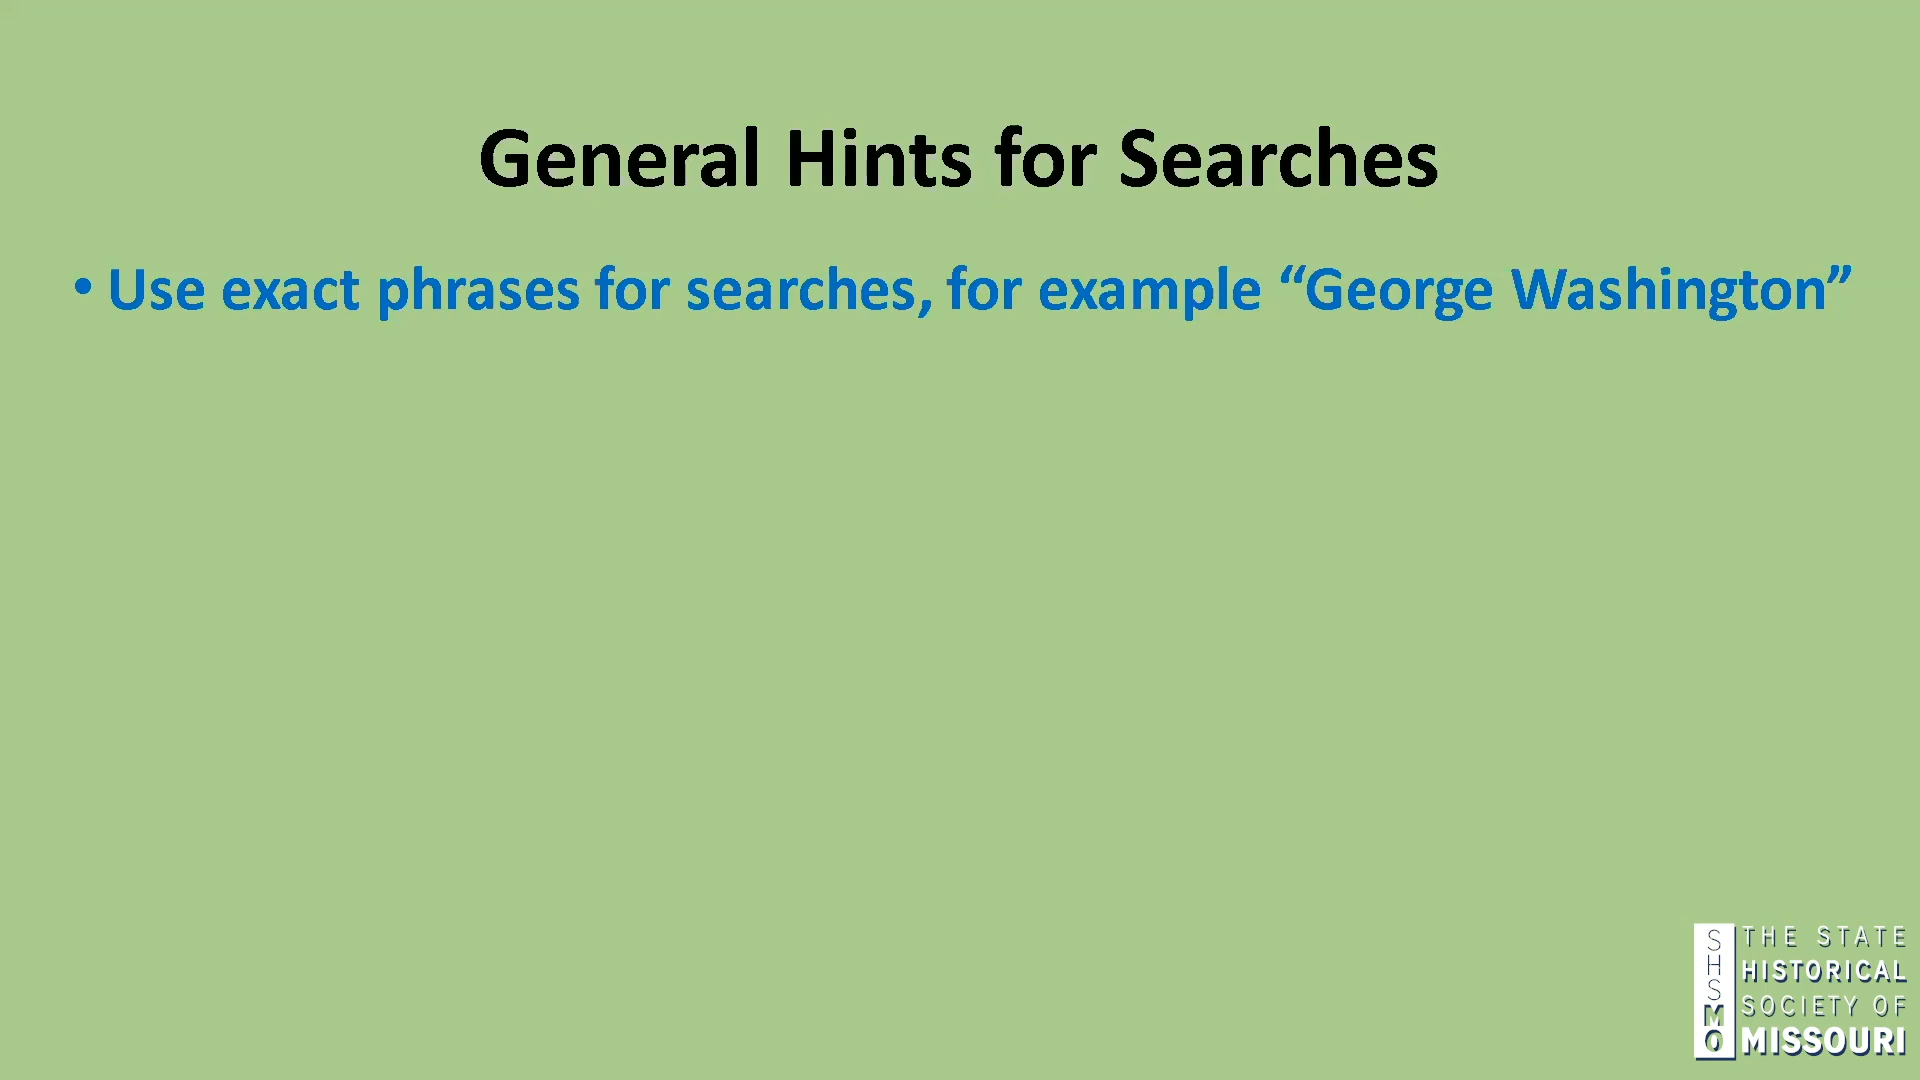 General Hints for Searches
• Use exact phrases for searches, for example “George Washington”
SHSMO
THE STATE
HISTORICAL
SOCIETY OF
MISSOURI